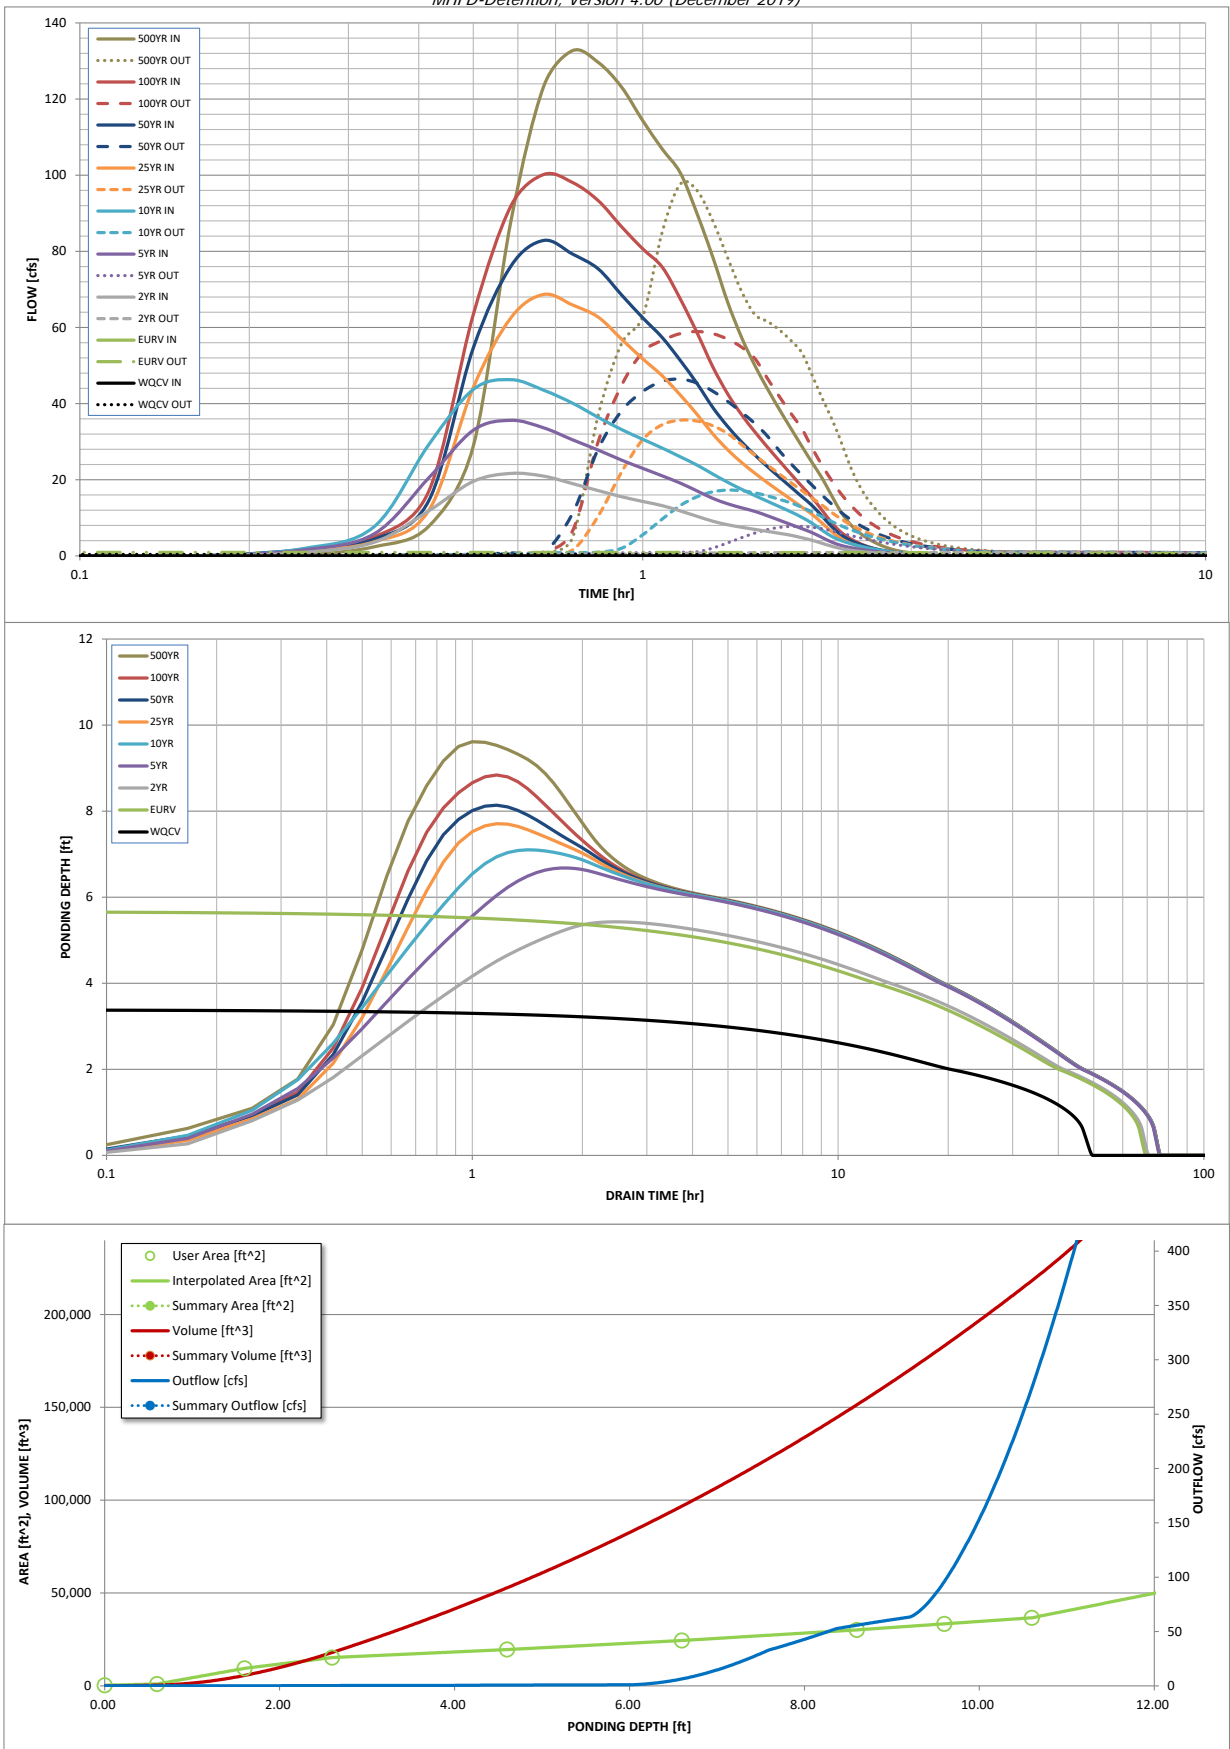 MHFD-Detention, Version 4.00 (December 2019)
140
120
100
80
60
40
20
0
FLOW [cfs]
500YR IN
500YR OUT
100YR IN
100YR OUT
50YR IN
50YR OUT
25YR IN
25YR OUT
10YR IN
10YR OUT
5YR IN
5YR OUT
2YR IN
2YR OUT
EURV IN
EURV OUT
WQCV IN
WQCV OUT
0.1
1
10
TIME [hr]
12
10
8
6
4
2
0
PONDING DEPTH [ft]
500YR
100YR
50YR
25YR
10YR
5YR
2YR
EURV
WQCV
0.1
1
10
100
DRAIN TIME [hr]
User Area [ft^2]
Interpolated Area [ft^2]
Summary Area [ft^2]
Volume [ft^3]
Summary Volume [ft^3]
Outflow [cfs]
Summary Outflow [cfs]
200,000
150,000
100,000
50,000
0
AREA [ft^2], VOLUME [ft^3]
400
350
300
250
200
150
100
50
0
OUTFLOW [cfs]
0.00
2.00
4.00
6.00
8.00
10.00
12.00
PONDING DEPTH [ft]